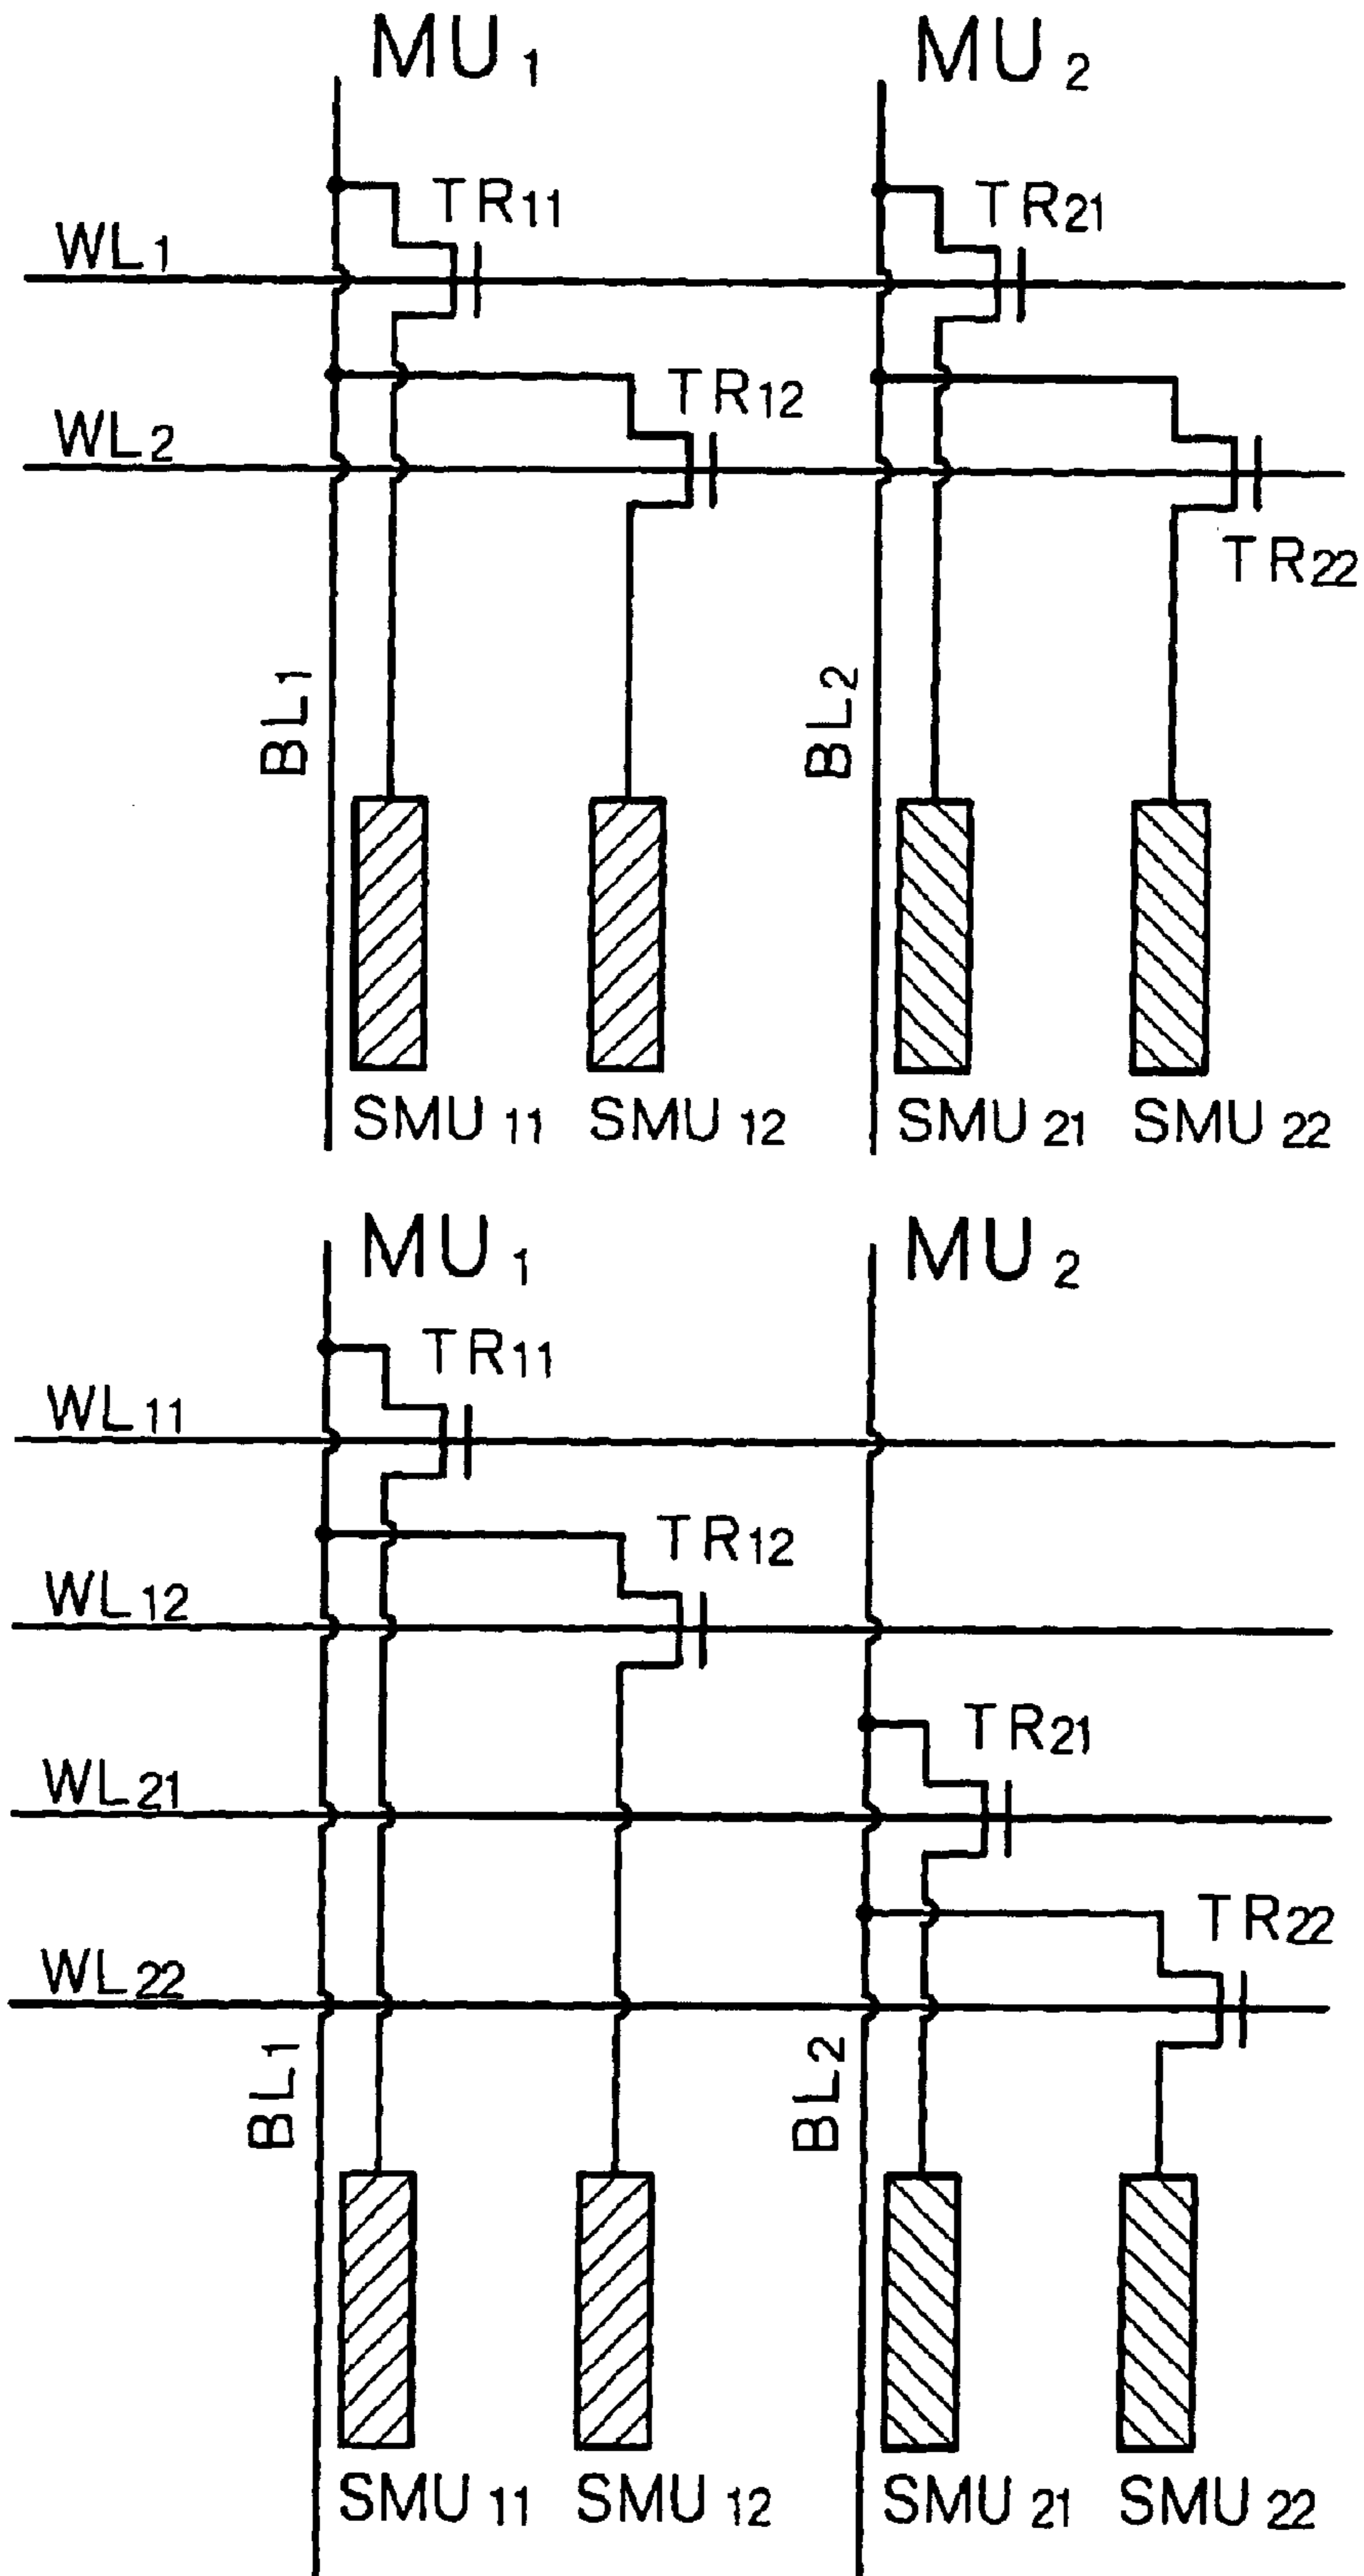 MU1 MU2
TR11 TR21
WL1
TR12
WL2
TR22
BL1 BL2
SMU11 SMU12 SMU21 SMU22
MU1 MU2
TR11
WL11
TR12
WL12
TR21
WL21
TR22
WL22
BL1 BL2
SMU11 SMU12 SMU21 SMU22